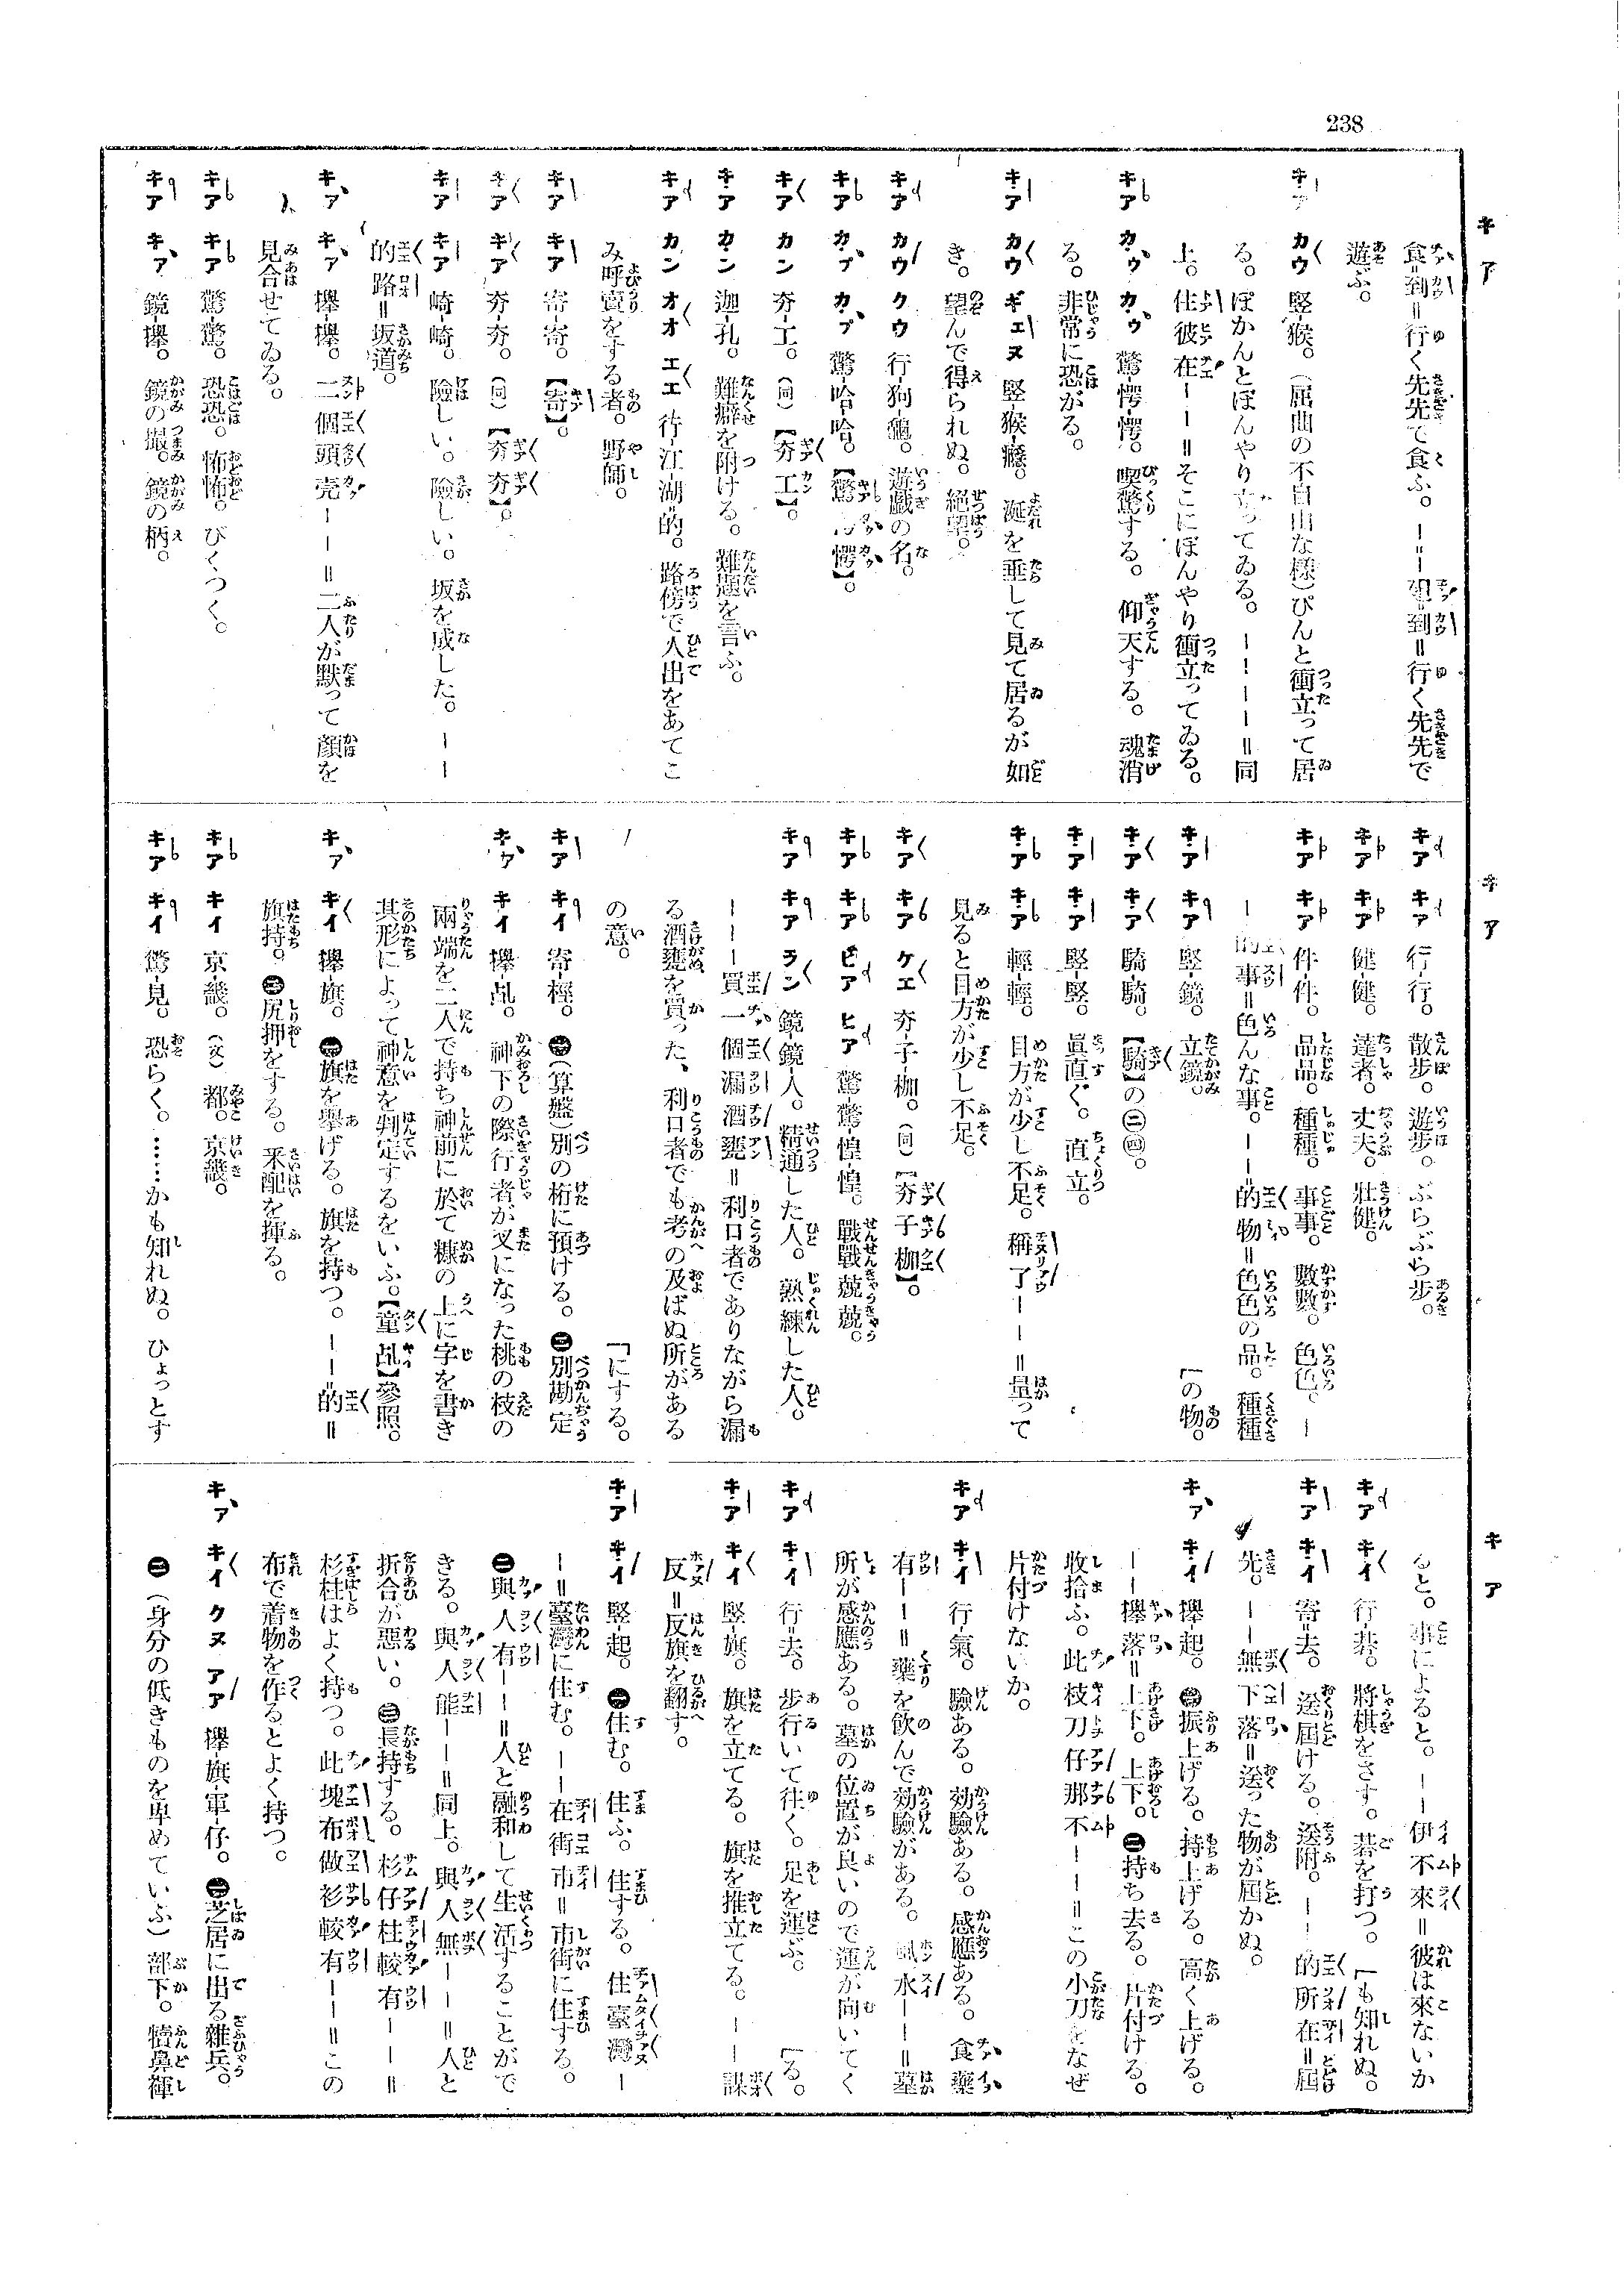 238
キア
食=到=行く先先で食ふ。
到=行く先先で
遊ぶ。
キア カウ 竪-猴。(屈曲の不自由な樣)ぴんと衝立って居
る。ぽかんとぼんやり立ってゐる。ーーーーー=同
上。 彼在ーーー=そこにぼんやり衝立ってゐる。
キア カゥ カゥ 驚-愕-愕。喫驚する。仰天する。魂消
る。非常に恐がる。
キア カウ ギエヌ 竪-猴-癮。涎を垂して見て居るが如
き。望んで得られぬ。絕望。
キア カウ クウ 行-狗-龜。遊戲の名。
キア カプ カプ 驚-哈-哈。【驚 愕】。
キア カン 夯-工。(同)【夯工】。
キア カン 迦-孔。難癖を附ける。難題を言ふ。
キア カン オオ エエ 行-江-湖=的。路傍で人出をあてこ
み呼賣をする者。野師。
キア キア 寄-寄。【寄】。
キア キア 夯-夯。(同)【夯夯】。
キア キア 崎-崎。險しい。險しい。坂を成した。ーー
的路=坂道。
キア キア 攑-攑。二個頭壳ーーー=二人が默って顏を
見合せてゐる。
キア キア 驚-驚。恐恐。怖怖。びくつく。
キア キア 鏡-攑。鏡の撮。鏡の柄。
キア
キア キア 行-行。散步。遊步。ぶらぶら步。
キア キア 健-健。達者。丈夫。壯健。
キア キア 件-件。品品。種種。事事。數數。色色。ー
ー的事=色んな事。ーーー的物=色色の品。種種
「の物。
キア キア 竪-鏡。立鏡。
キア キア 騎-騎。【騎】の㊁㊃。
キア キア 竪-竪。眞直ぐ。直立。
キア キア 輕-輕。目方が少し不足。稱了ーーー=量って
見ると目方が少し不足。
キア キア ケエ 夯-子-枷。(同)【夯子枷】。
キア キア ヒア ヒア 驚-驚-惶-惶。戰戰兢兢。
キア キア ラン 鏡-鏡-人。精通した人。熟練した人。
ーーー買一個漏酒甕=利口者でありながら漏
る酒甕を買った、利口者でも考の及ばぬ所がある
の意。
「にする。
キア キイ 寄-桱。㊀(算盤)別の桁に預ける。㊁別勘定
キア キイ 攑-乩。神下の際行者が叉になった桃の枝の
兩端を二人で持ち神前に於て糠の上に字を書き
其形によって神意を判定するをいふ。【童乩】參照。
キア キイ 攑-旗。㊀旗を擧げる。旗を持つ。ーーー的=
旗持。㊁尻押をする。采配を揮る。
キア キイ 京-畿。(文)都。京畿。
キア キイ 驚-見。恐らく。……かも知れぬ。ひょっとす
キア
ると。事によると。ーー伊不來=彼は來ないか
「も知れぬ。
キア キイ 行-棊。將棋をさす。碁を打つ。
キア キイ 寄=去。送屆ける。送附。ーーー的所在=屆
先。ーーー無下落=送った物が屆かぬ。
キア キイ 攑-起。㊀振上げる。持上げる。高く上げる。
ーーー攑落=上下。上下。㊁持ち去る。片付ける。
收拾ふ。此枝刀仔那不ーーー=この小刀をなぜ
片付けないか。
キア キイ 行-氣。驗ある。効驗ある。感應ある。食藥
有ーーー=藥を飮んで効驗がある。風水ーーー=墓
所が感應ある。墓の位置が良いので運が向いてく
「る。
キア キイ 行=去。步行いて往く。足を運ぶ。
キア キイ 竪-旗。旗を立てる。旗を推立てる。ーーー謀
反=反旗を翻す。
キア キイ 竪-起。㊀住む。住ふ。住する。住臺灣ー
ー=臺灣に住む。ーーー在街市=市街に住する。
㊁與人有ーーー=人と融和して生活することがで
きる。與人能ーーー=同上。與人無ーーー=人と
折合が惡い。㊂長持する。杉仔柱較有ーーー=
杉柱はよく持つ。此塊布做衫較有ーーー=この
布で着物を作るとよく持つ。
キア キイ クヌ アア 攑-旗-軍-仔。㊀芝居に出る雜兵。
㊁(身分の低きものを卑めていふ)部下。犢鼻褌